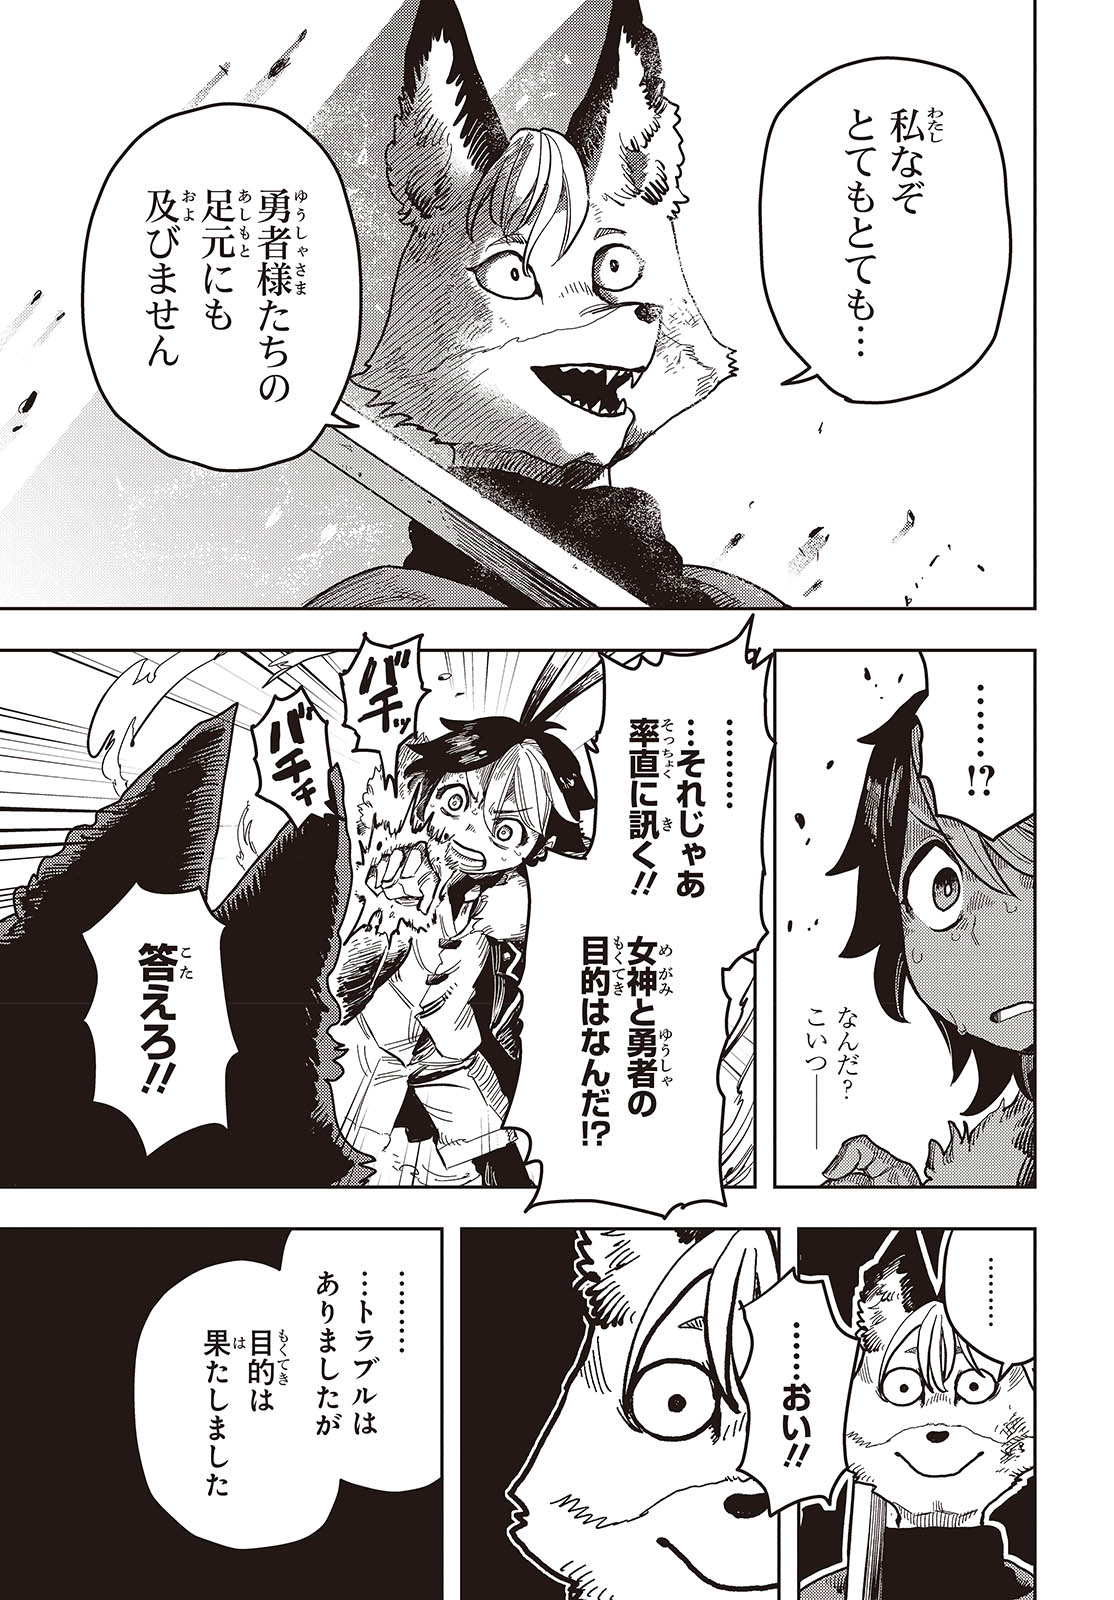 私なぞ
とてもとても…
勇者様たちの
足元にも
及びません
……!?
なんだ?
こいつ――
………
…それじゃあ
率直に訊く!!
女神と勇者の
目的はなんだ!?
バチッ
バチチ
答えろ!!
………
……おい!!
………
…トラブルは
ありましたが
目的は
果たしました